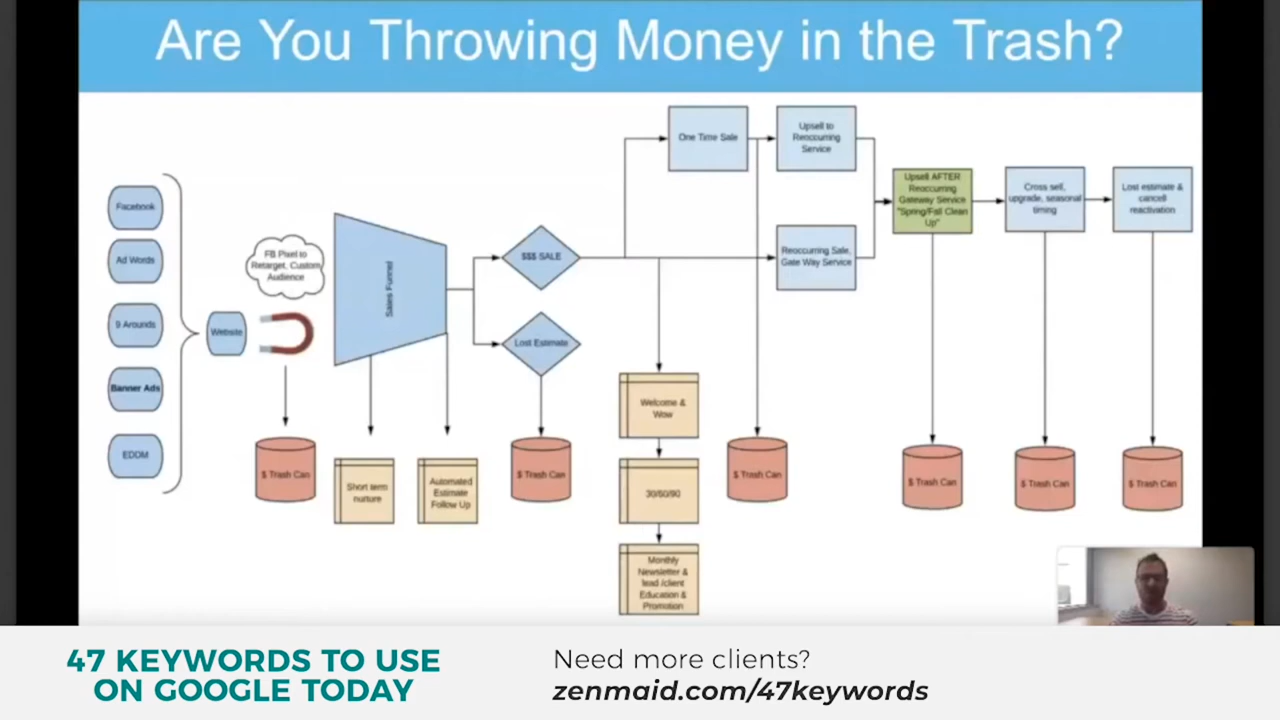 Are You Throwing Money in the Trash?
Facebook
Ad Words
9 Arounds
Banner Ads
EDDM
Website
FB Pixel to
Retarget, Custom
Audience
Sales Funnel
$$$ SALE
Lost Estimate
One Time Sale
Upsell to
Reoccurring
Service
Reoccuring Sale,
Gate Way Service
Upsell AFTER
Reoccuring
Gateway Service
"Spring/Fall Clean
Up"
Cross sell,
upgrade, seasonal
timing
Lost estimate &
cancell
reactivation
$ Trash Can
Short term
nurture
Automated
Estimate
Follow Up
$ Trash Can
Welcome &
Wow
30/60/90
Monthly
Newsletter &
lead /client
Education &
Promotion
$ Trash Can
$ Trash Can
$ Trash Can
$ Trash Can
47 KEYWORDS TO USE
ON GOOGLE TODAY
Need more clients?
zenmaid.com/47keywords